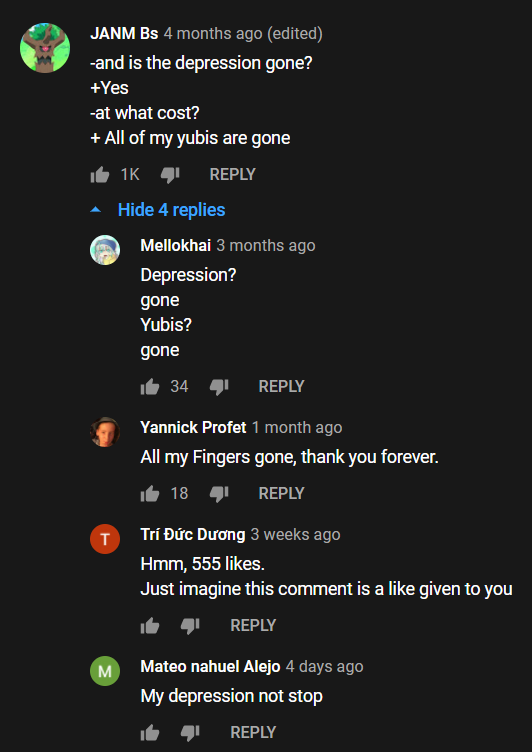 JANM Bs 4 months ago (edited)
-and is the depression gone?
+Yes
-at what cost?
+ All of my yubis are gone
1K REPLY
Hide 4 replies
Mellokhai 3 months ago
Depression?
gone
Yubis?
gone
34 REPLY
Yannick Profet 1 month ago
All my Fingers gone, thank you forever.
18 REPLY
T
Trí Đức Dương 3 weeks ago
Hmm, 555 likes.
Just imagine this comment is a like given to you
REPLY
M
Mateo nahuel Alejo 4 days ago
My depression not stop
REPLY